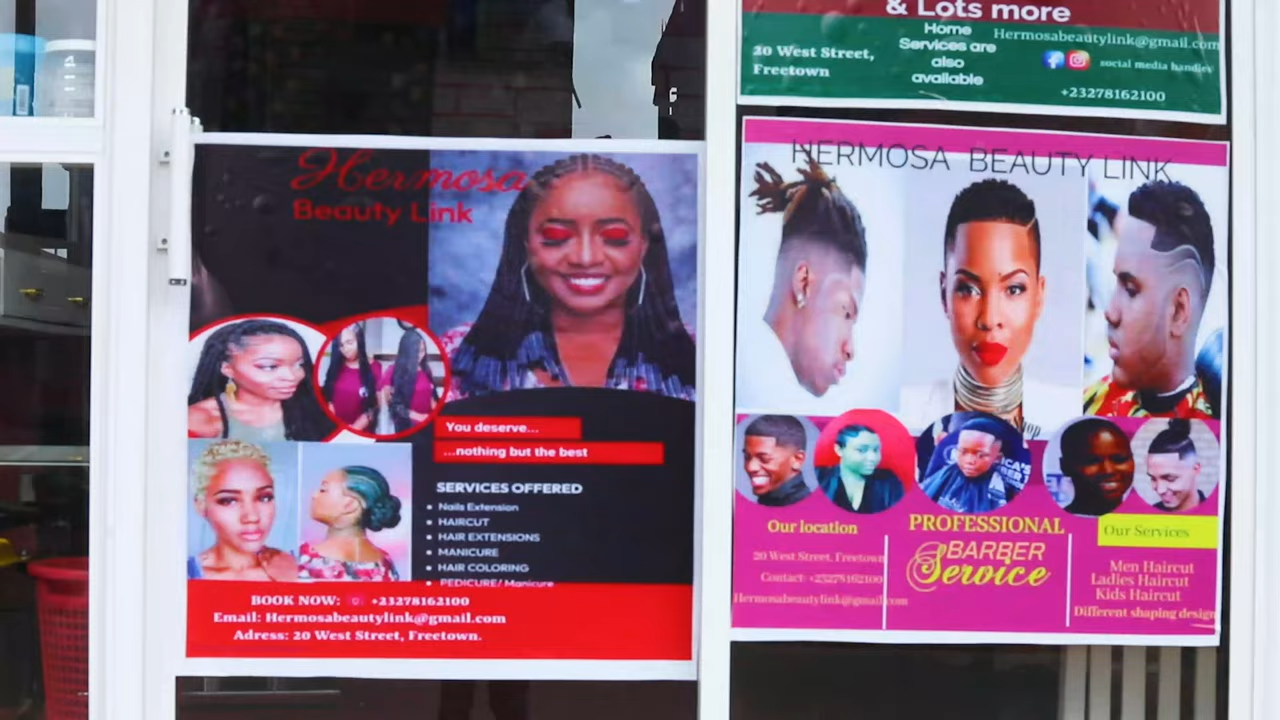 & Lots more
20 West Street,
Freetown
Home
Services are
also
available
Hermosabeautylink@gmail.com
social media handles
+23278162100
Hermosa
Beauty Link
You deserve...
...nothing but the best
SERVICES OFFERED
Nails Extension
HAIRCUT
HAIR EXTENSIONS
MANICURE
HAIR COLORING
PEDICURE/ Manicure
BOOK NOW: +23278162100
Email: Hermosabeautylink@gmail.com
Adress: 20 West Street, Freetown.
HERMOSA BEAUTY LINK
Our location
20 West Street, Freetown
Contact: +23278162100
Hermosabeautylink@gmail.com
PROFESSIONAL
BARBER
Service
Our Services
Men Haircut
Ladies Haircut
Kids Haircut
Different shaping design